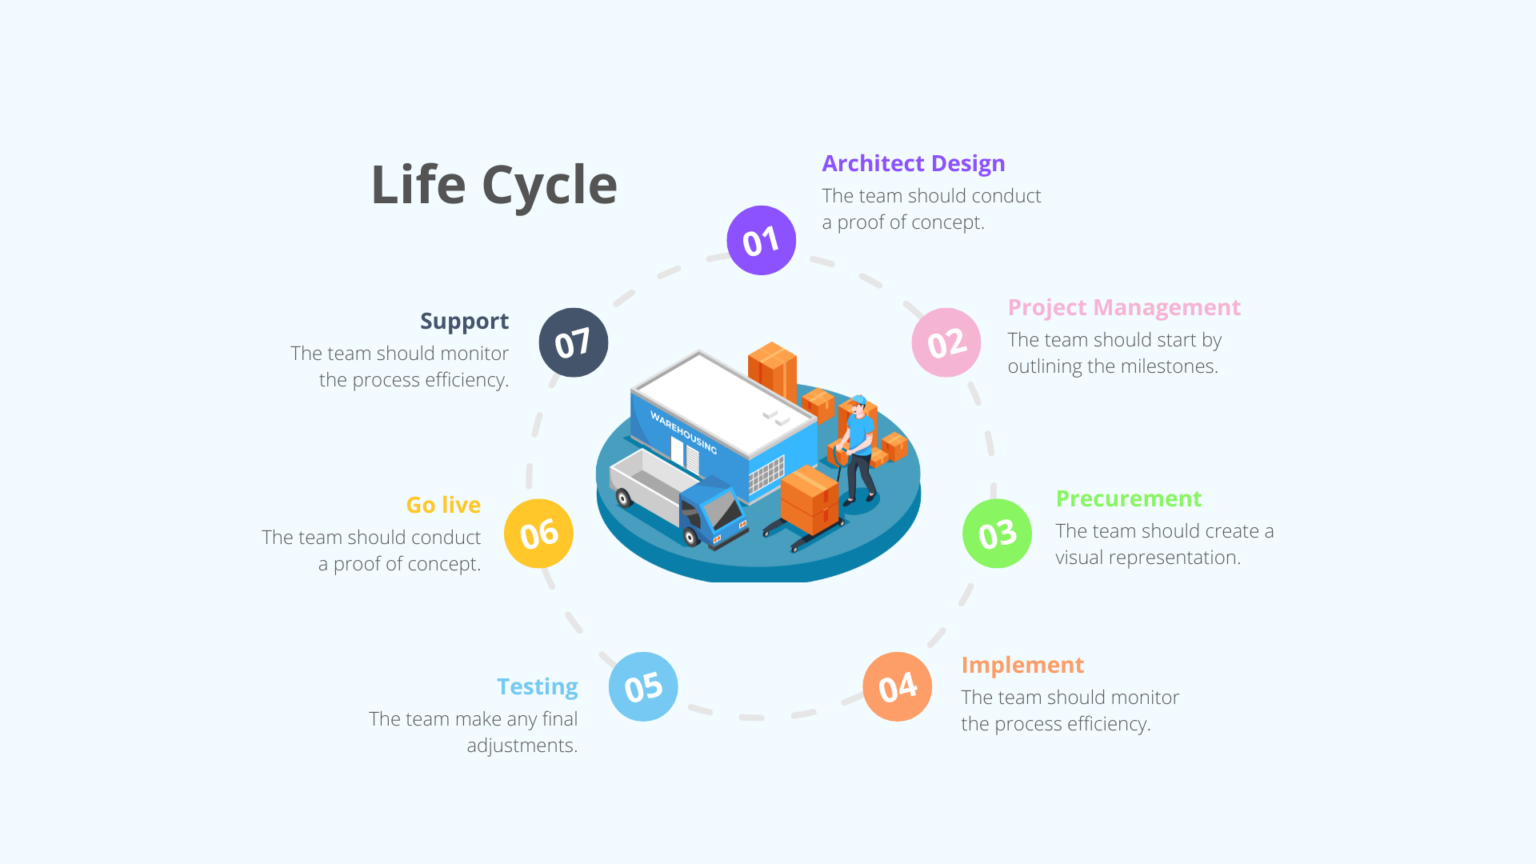 Life Cycle
01
Architect Design
The team should conduct
a proof of concept.
02
Project Management
The team should start by
outlining the milestones.
03
Precurement
The team should create a
visual representation.
04
Implement
The team should monitor
the process efficiency.
05
Testing
The team make any final
adjustments.
06
Go live
The team should conduct
a proof of concept.
07
Support
The team should monitor
the process efficiency.
WAREHOUSING